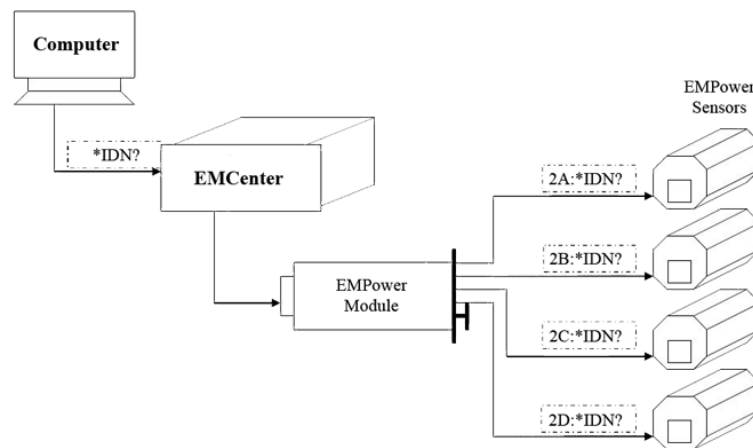 Computer
EMPower
Sensors
*IDN?
EMCenter
2A:*IDN?
2B:*IDN?
EMPower
Module
2C:*IDN?
2D:*IDN?